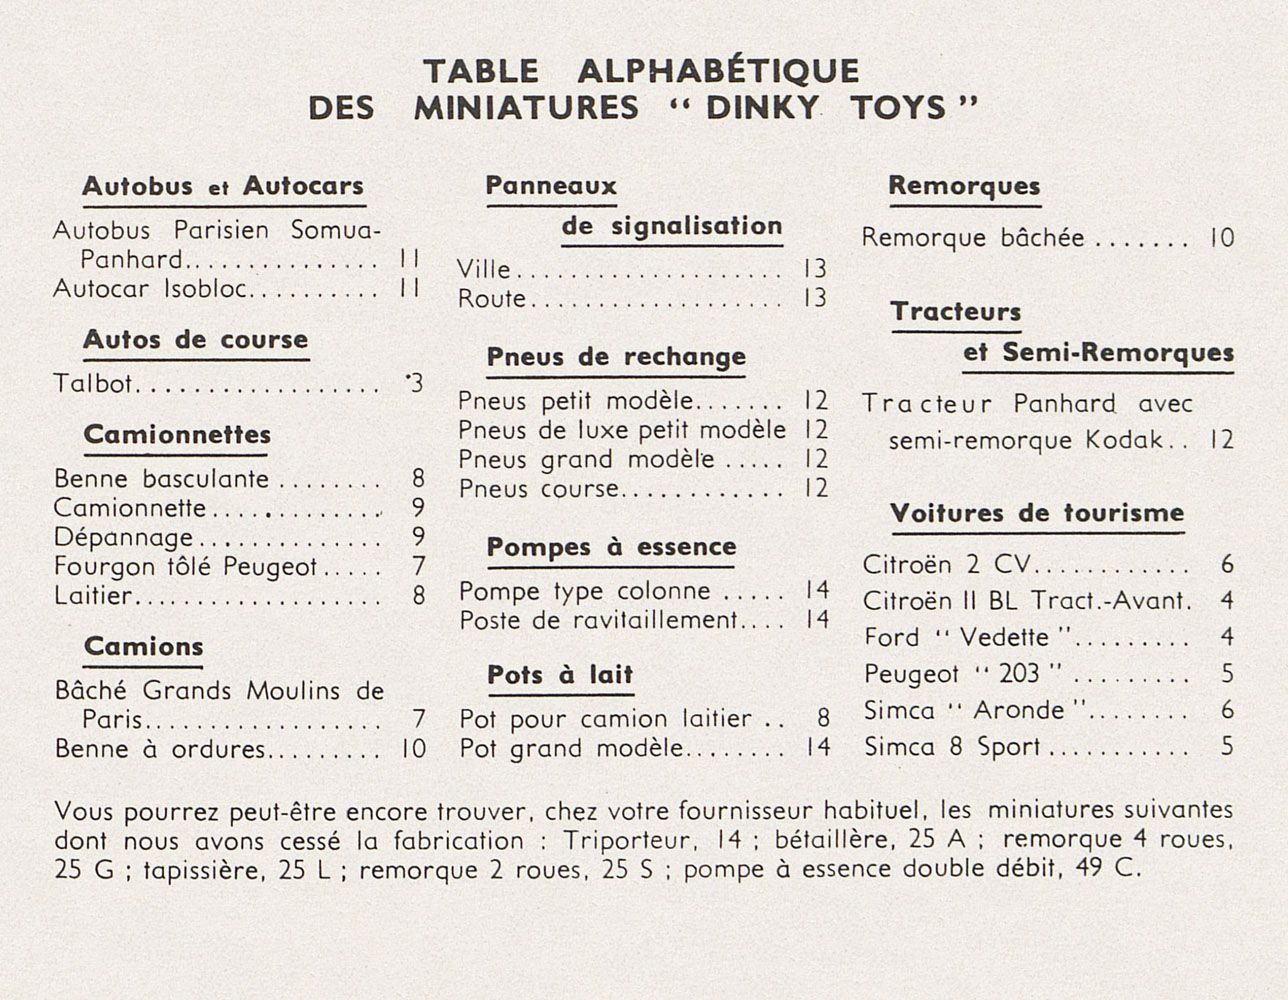 TABLE ALPHABÉTIQUE
DES MINIATURES “ DINKY TOYS ”
Autobus et Autocars
Autobus Parisien Somua-
Panhard............... 11
Autocar Isobloc.......... 11
Autos de course
Talbot.................. 3
Camionnettes
Benne basculante ........ 8
Camionnette............. 9
Dépannage.............. 9
Fourgon tôlé Peugeot..... 7
Laitier................... 8
Camions
Bâché Grands Moulins de
Paris.................. 7
Benne à ordures......... 10
Panneaux
de signalisation
Ville.................... 13
Route................... 13
Pneus de rechange
Pneus petit modèle....... 12
Pneus de luxe petit modèle 12
Pneus grand modèle ..... 12
Pneus course............ 12
Pompes à essence
Pompe type colonne ..... 14
Poste de ravitaillement.... 14
Pots à lait
Pot pour camion laitier .. 8
Pot grand modèle........ 14
Remorques
Remorque bâchée ....... 10
Tracteurs
et Semi-Remorques
Tracteur Panhard avec
semi-remorque Kodak.. 12
Voitures de tourisme
Citroën 2 CV............ 6
Citroën II BL Tract.-Avant. 4
Ford “ Vedette ”......... 4
Peugeot “ 203 ” ......... 5
Simca “ Aronde ”........ 6
Simca 8 Sport .......... 5
Vous pourrez peut-être encore trouver, chez votre fournisseur habituel, les miniatures suivantes
dont nous avons cessé la fabrication : Triporteur, 14 ; bétaillère, 25 A ; remorque 4 roues,
25 G ; tapissière, 25 L ; remorque 2 roues, 25 S ; pompe à essence double débit, 49 C.